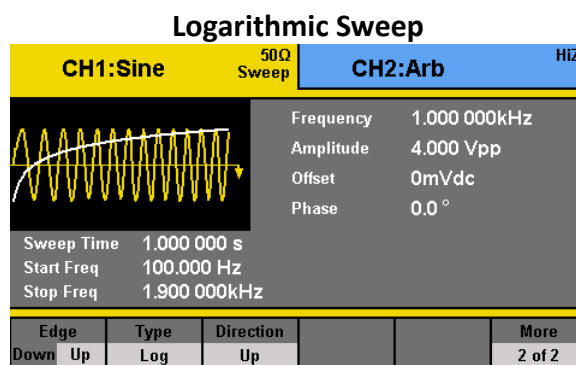 Logarithmic Sweep
CH1:Sine 50Ω Sweep CH2:Arb HiZ
Frequency 1.000 000kHz
Amplitude 4.000 Vpp
Offset 0mVdc
Phase 0.0 °
Sweep Time 1.000 000 s
Start Freq 100.000 Hz
Stop Freq 1.900 000kHz
Edge Type Direction More
Down Up Log Up 2 of 2